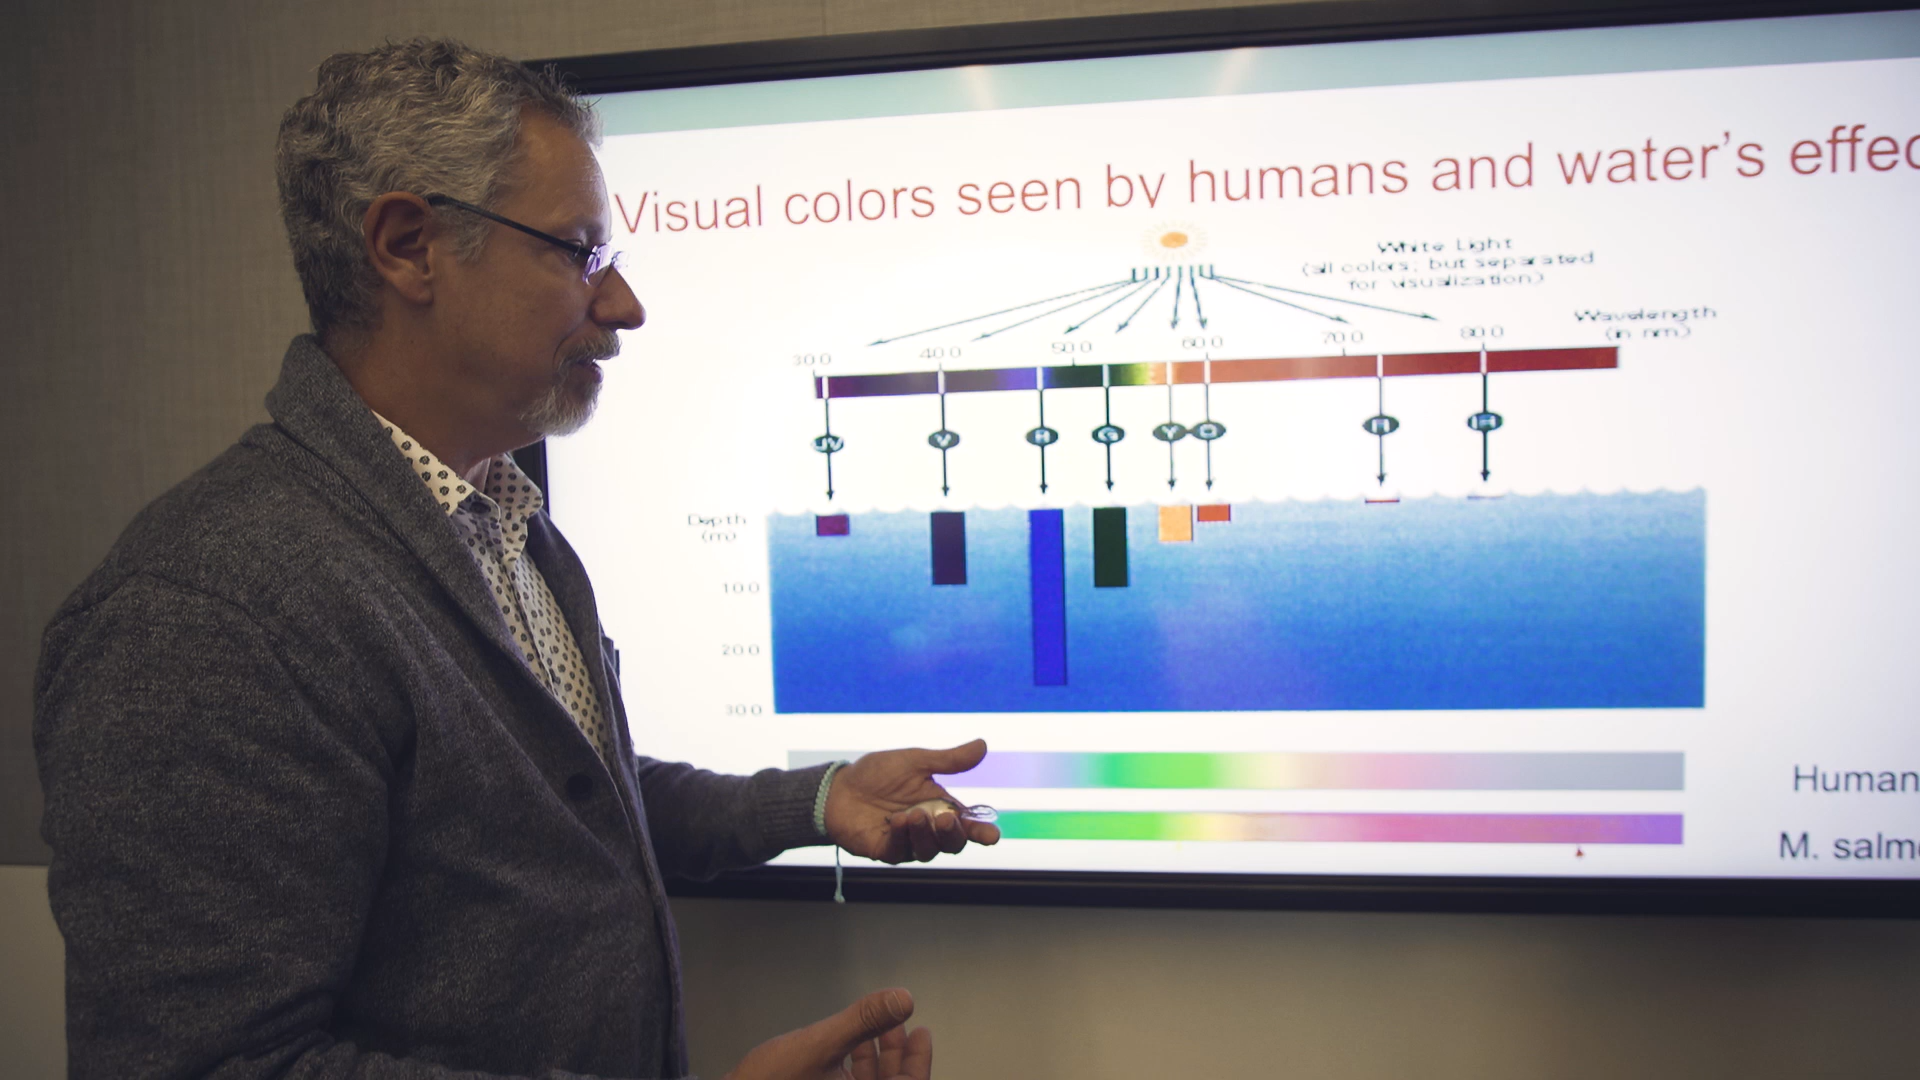 Visual colors seen by humans and water's effec
White Light
(all colors; but separated
for visualization)
Wavelength
(in nm)
300 400 500 600 700 800
UV V B G Y O R IR
Depth
(m)
100
200
300
Human
M. salmo